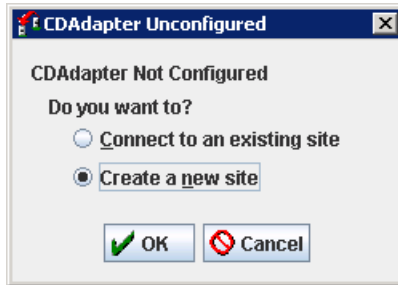 CDAdapter Unconfigured
CDAdapter Not Configured
Do you want to?
Connect to an existing site
Create a new site
OK Cancel